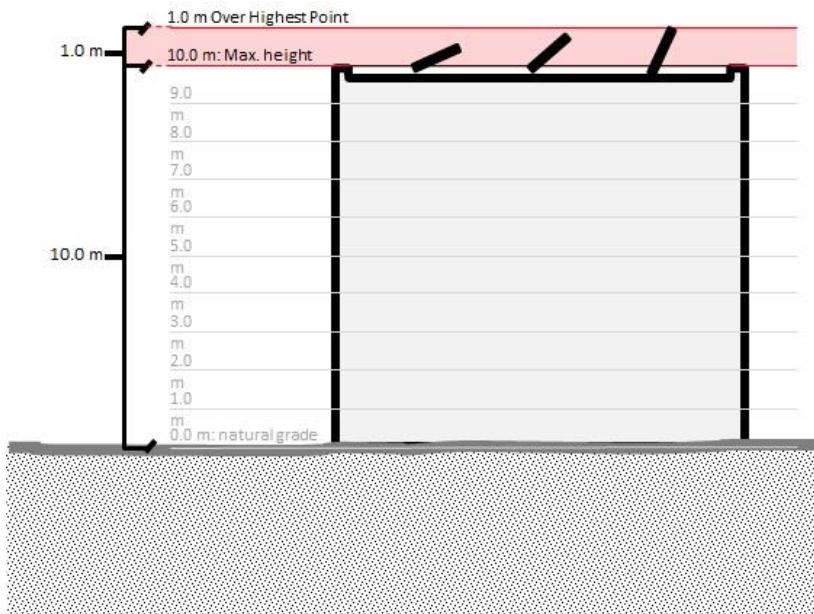 1.0 m Over Highest Point
1.0 m
10.0 m: Max. height
9.0
m
8.0
m
7.0
m
6.0
m
10.0 m
5.0
m
4.0
m
3.0
m
2.0
m
1.0
m
0.0 m: natural grade